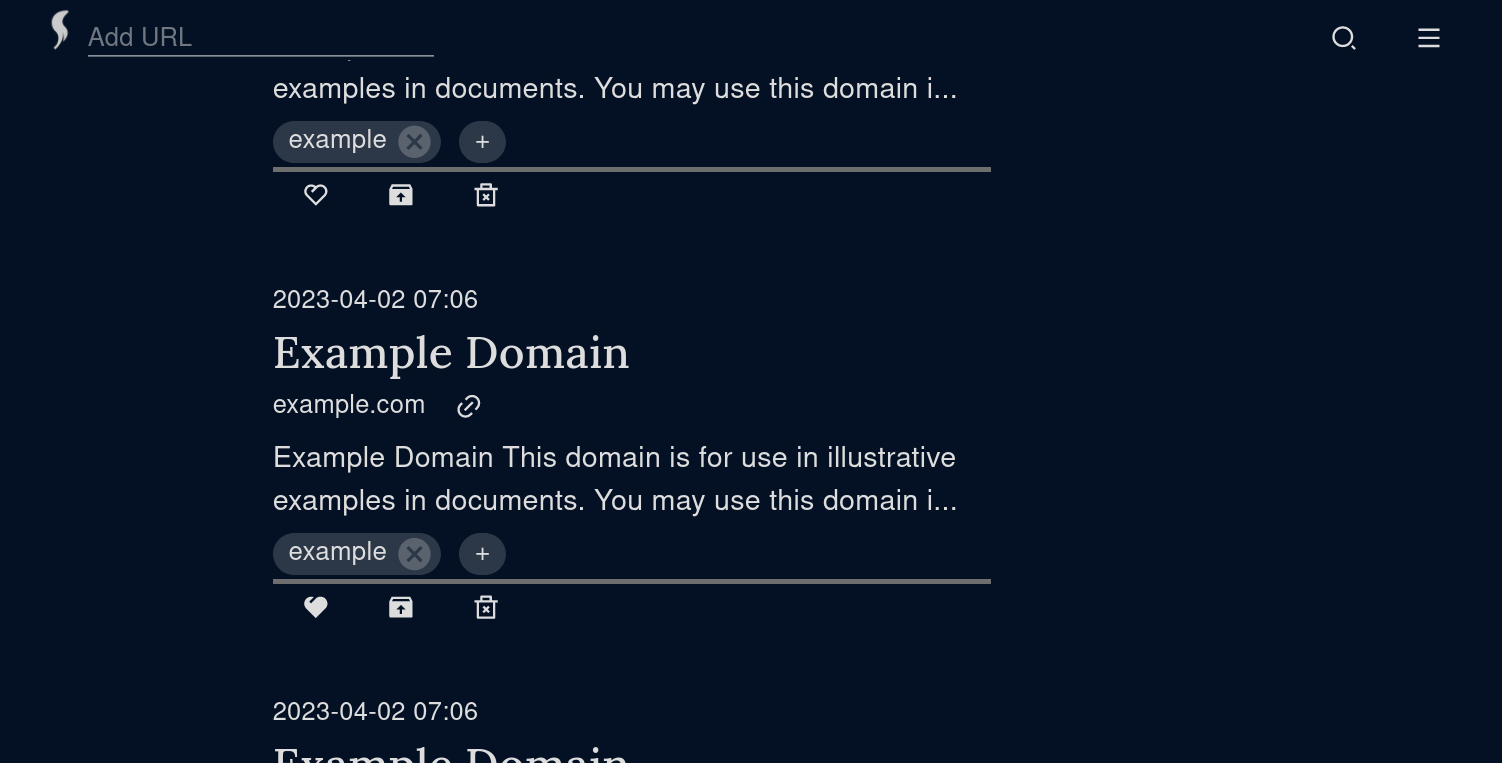 Add URL
examples in documents. You may use this domain i...
example
+
2023-04-02 07:06
Example Domain
example.com
Example Domain This domain is for use in illustrative
examples in documents. You may use this domain i...
example
+
2023-04-02 07:06
Example Domain